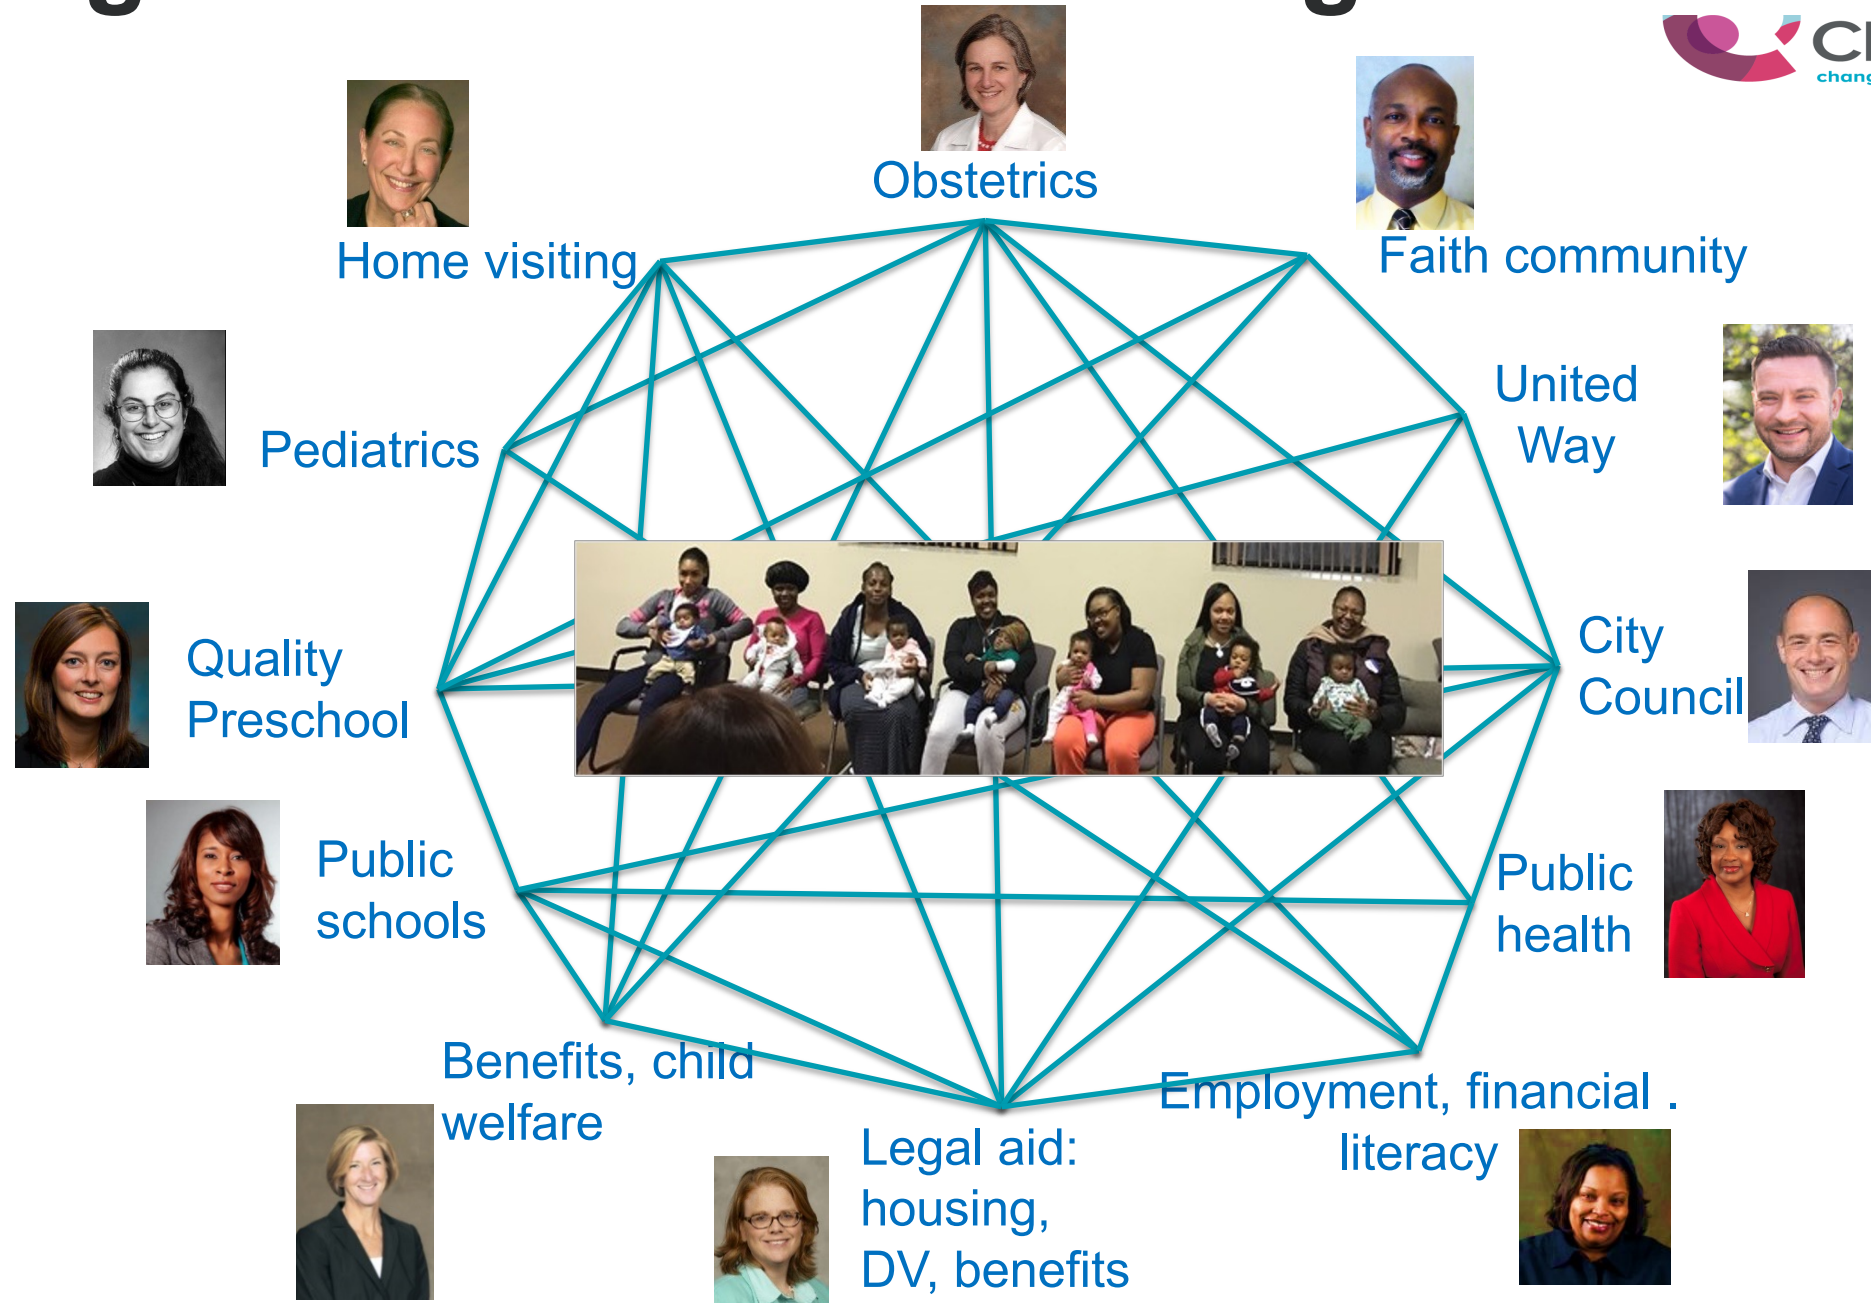 Obstetrics
Home visiting
Faith community
United
Way
Pediatrics
City
Council
Quality
Preschool
Public
schools
Public
health
Benefits, child
welfare
Employment, financial .
literacy
Legal aid:
housing,
DV, benefits